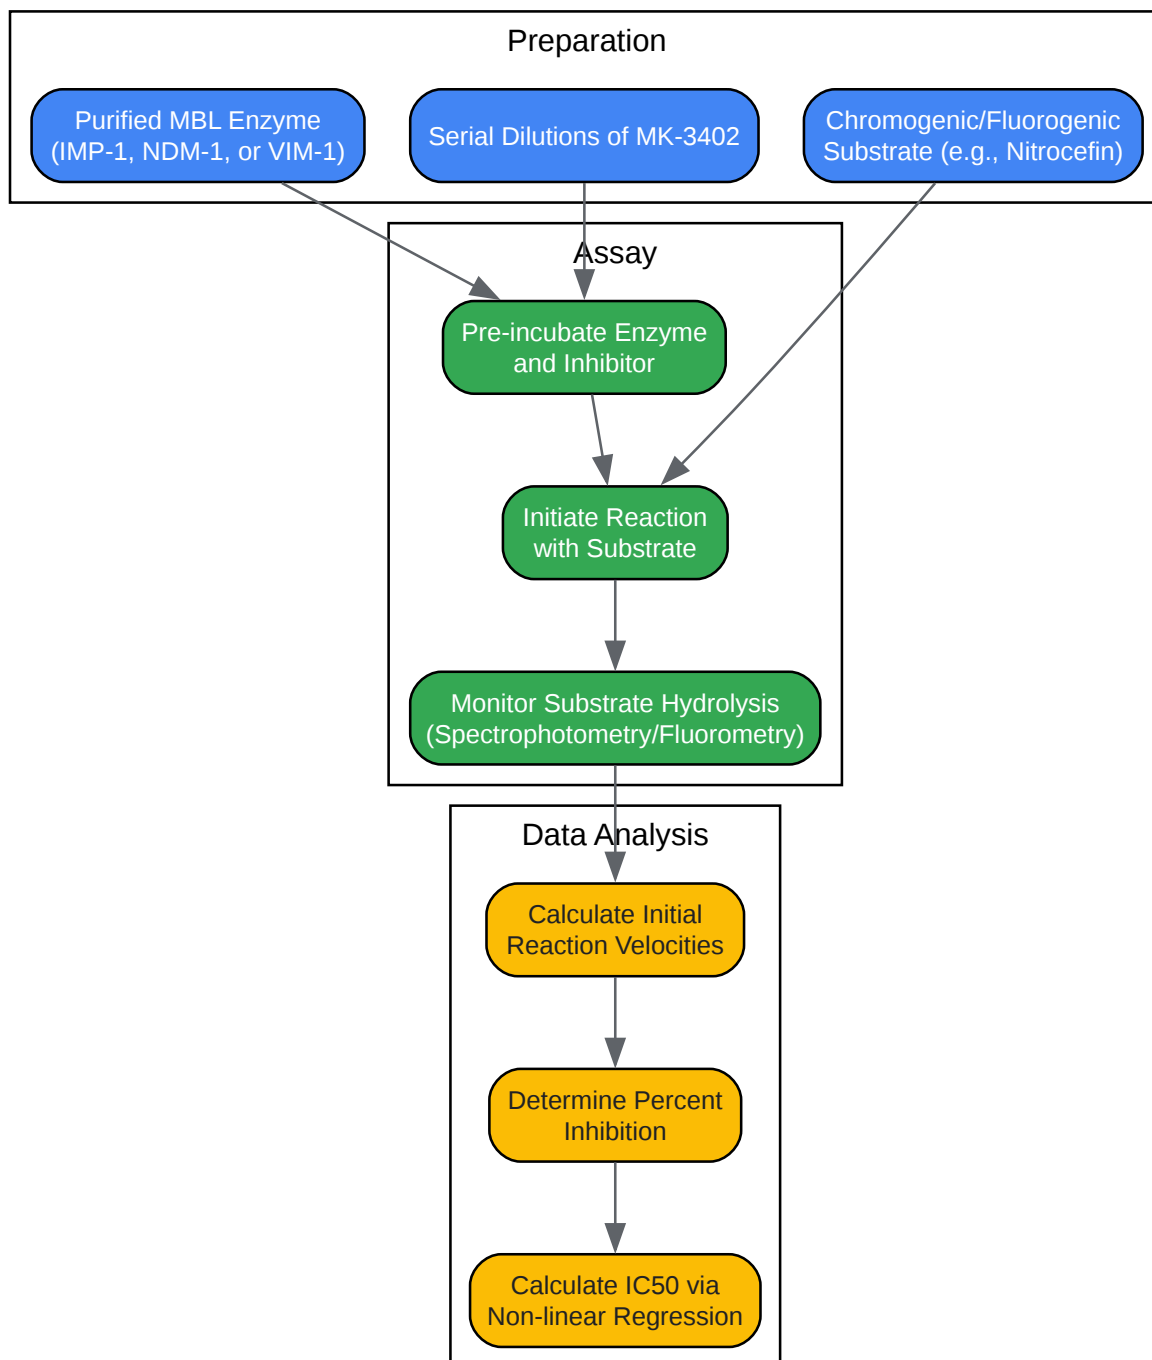 Preparation
Purified MBL Enzyme
(IMP-1, NDM-1, or VIM-1)
Serial Dilutions of MK-3402
Chromogenic/Fluorogenic
Substrate (e.g., Nitrocefin)
Assay
Pre-incubate Enzyme
and Inhibitor
Initiate Reaction
with Substrate
Monitor Substrate Hydrolysis
(Spectrophotometry/Fluorometry)
Data Analysis
Calculate Initial
Reaction Velocities
Determine Percent
Inhibition
Calculate IC50 via
Non-linear Regression